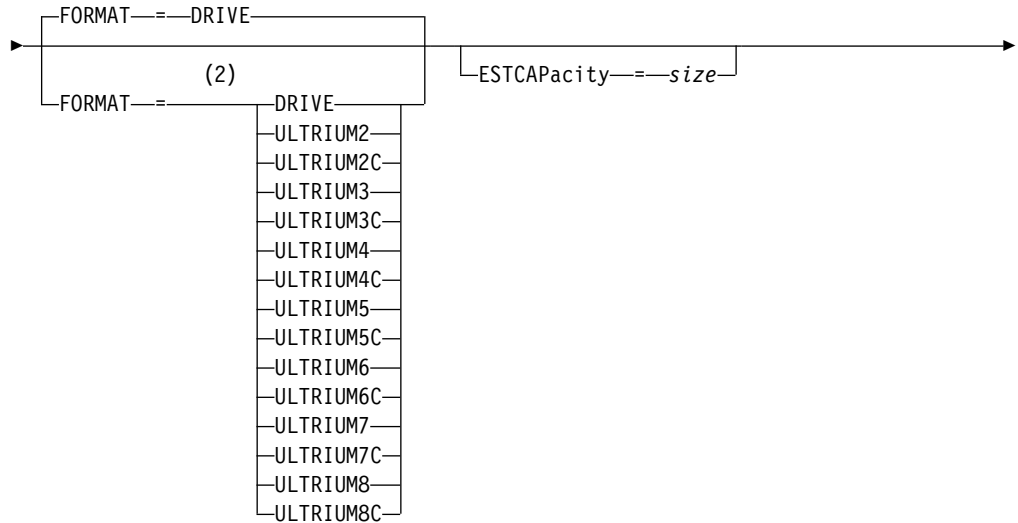 FORMAT = DRIVE
(2)
ESTCAPacity = size
FORMAT = DRIVE
ULTRIUM2
ULTRIUM2C
ULTRIUM3
ULTRIUM3C
ULTRIUM4
ULTRIUM4C
ULTRIUM5
ULTRIUM5C
ULTRIUM6
ULTRIUM6C
ULTRIUM7
ULTRIUM7C
ULTRIUM8
ULTRIUM8C